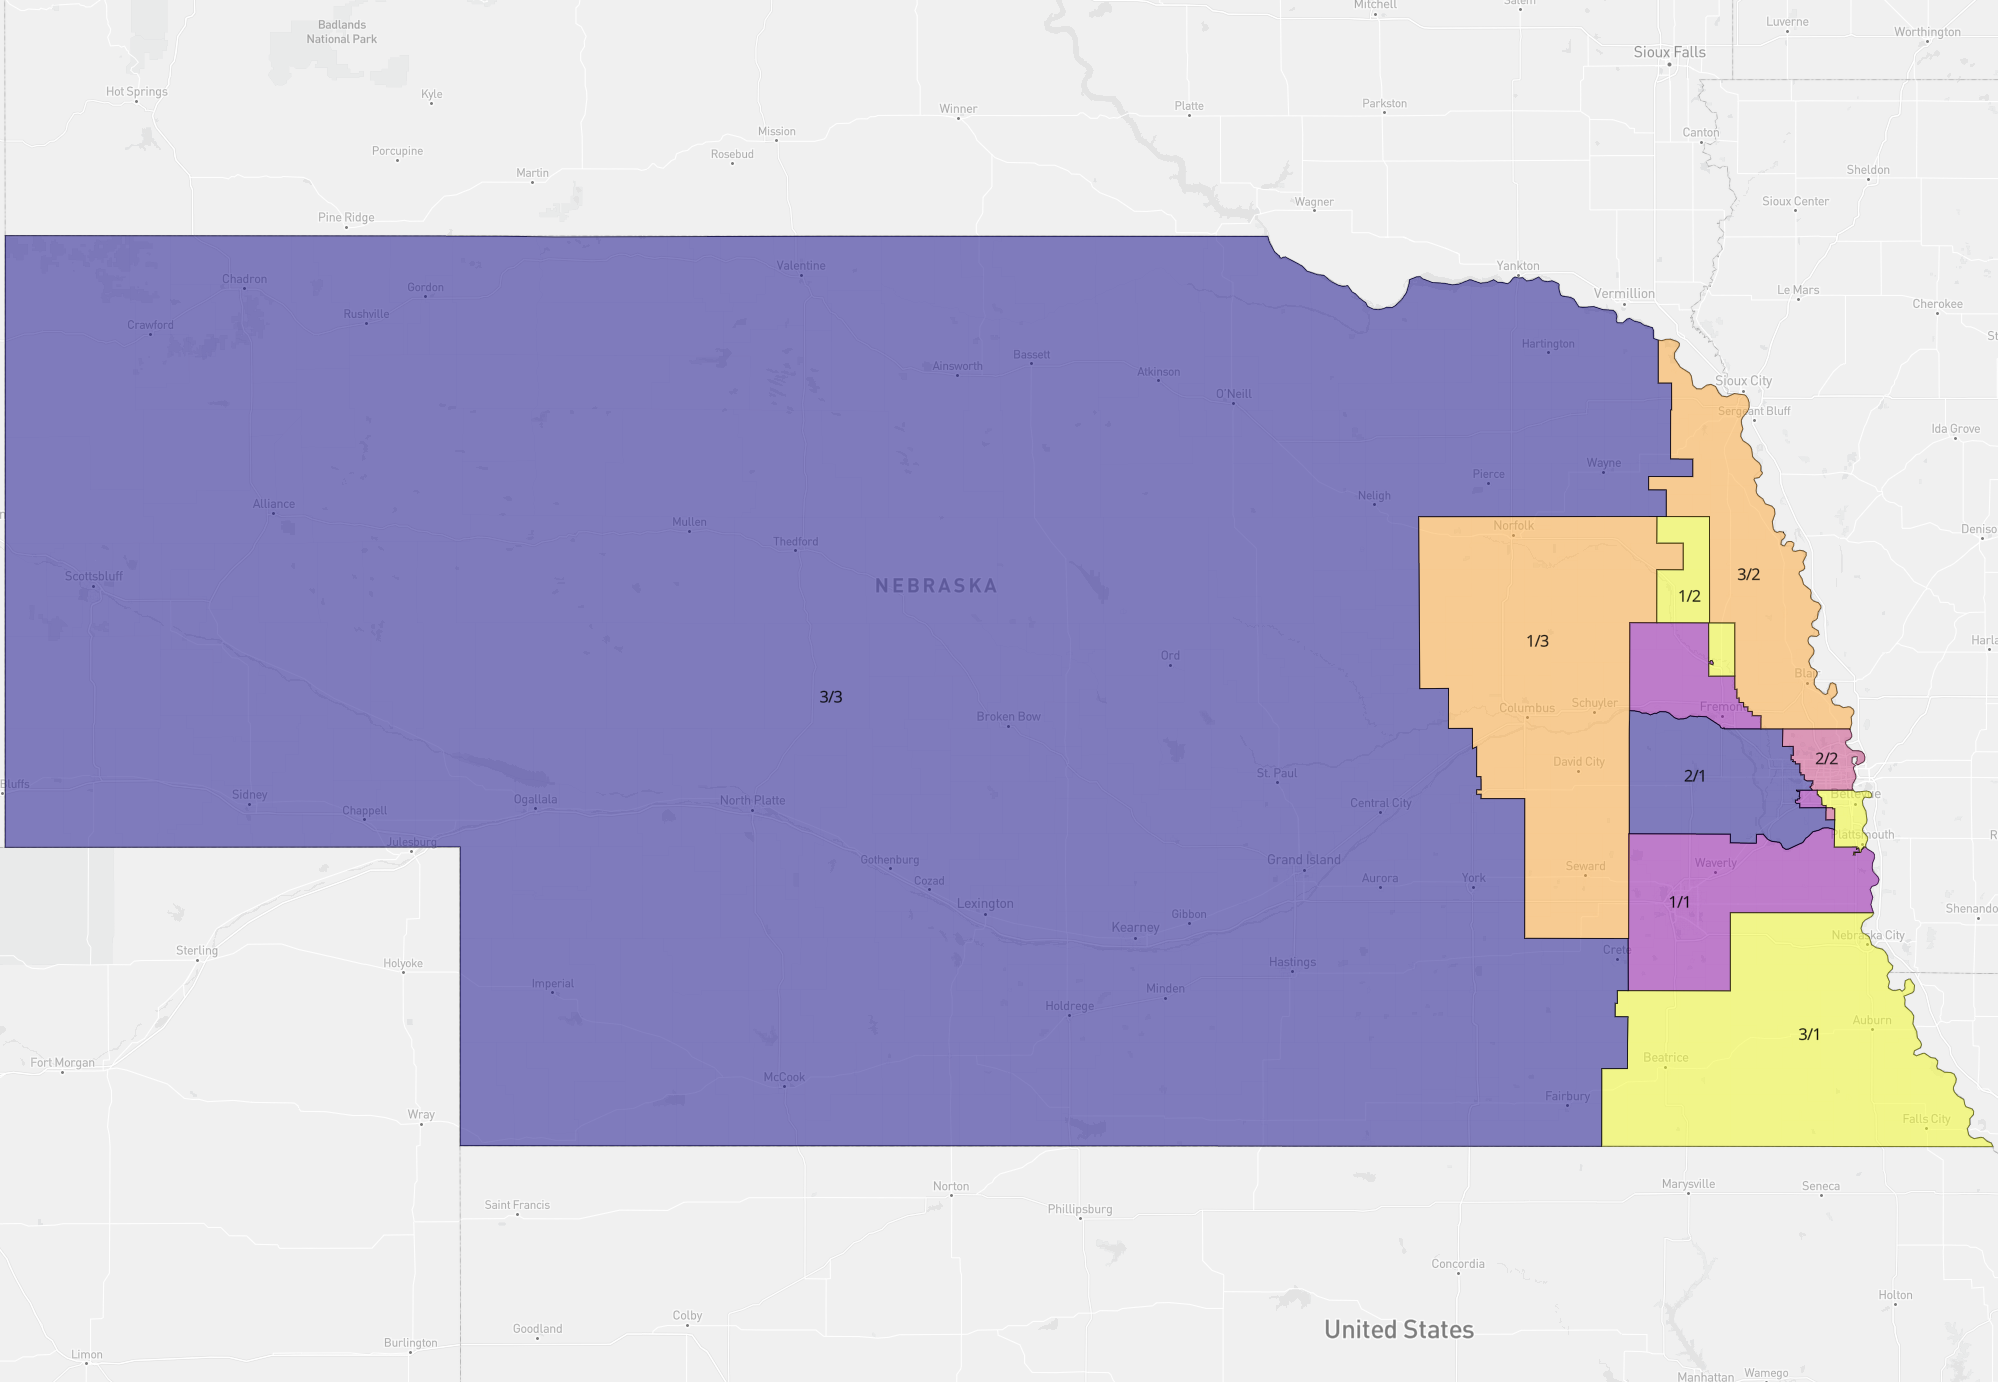 Mitchell
Salem
Badlands
National Park
Luverne
Worthington
Sioux Falls
Hot Springs
Kyle
Winner
Platte
Parkston
Mission
Canton
Porcupine
Rosebud
Martin
Sheldon
Pine Ridge
Wagner
Sioux Center
Chadron
Valentine
Yankton
Gordon
Vermillion
Le Mars
Cherokee
Rushville
Crawford
Hartington
Bassett
Ainsworth
Atkinson
O'Neill
Sioux City
Sergeant Bluff
Ida Grove
Wayne
Pierce
Neligh
Alliance
Mullen
Norfolk
Thedford
Deniso
Scottsbluff
NEBRASKA
3/2
1/2
1/3
Harla
Ord
Blair
3/3
Schuyler
Columbus
Fremont
Broken Bow
David City
St. Paul
2/2
2/1
Bluffs
Sidney
Chappell
Ogallala
North Platte
Central City
Bellevue
Plattsmouth
Julesburg
Gothenburg
Grand Island
Seward
Waverly
Cozad
Aurora
York
Lexington
Gibbon
1/1
Shenando
Kearney
Nebraska City
Sterling
Crete
Holyoke
Hastings
Imperial
Minden
Holdrege
Auburn
3/1
Fort Morgan
Beatrice
McCook
Fairbury
Wray
Falls City
Norton
Marysville
Seneca
Saint Francis
Phillipsburg
Concordia
Holton
Colby
Goodland
United States
Burlington
Limon
Manhattan
Wamego